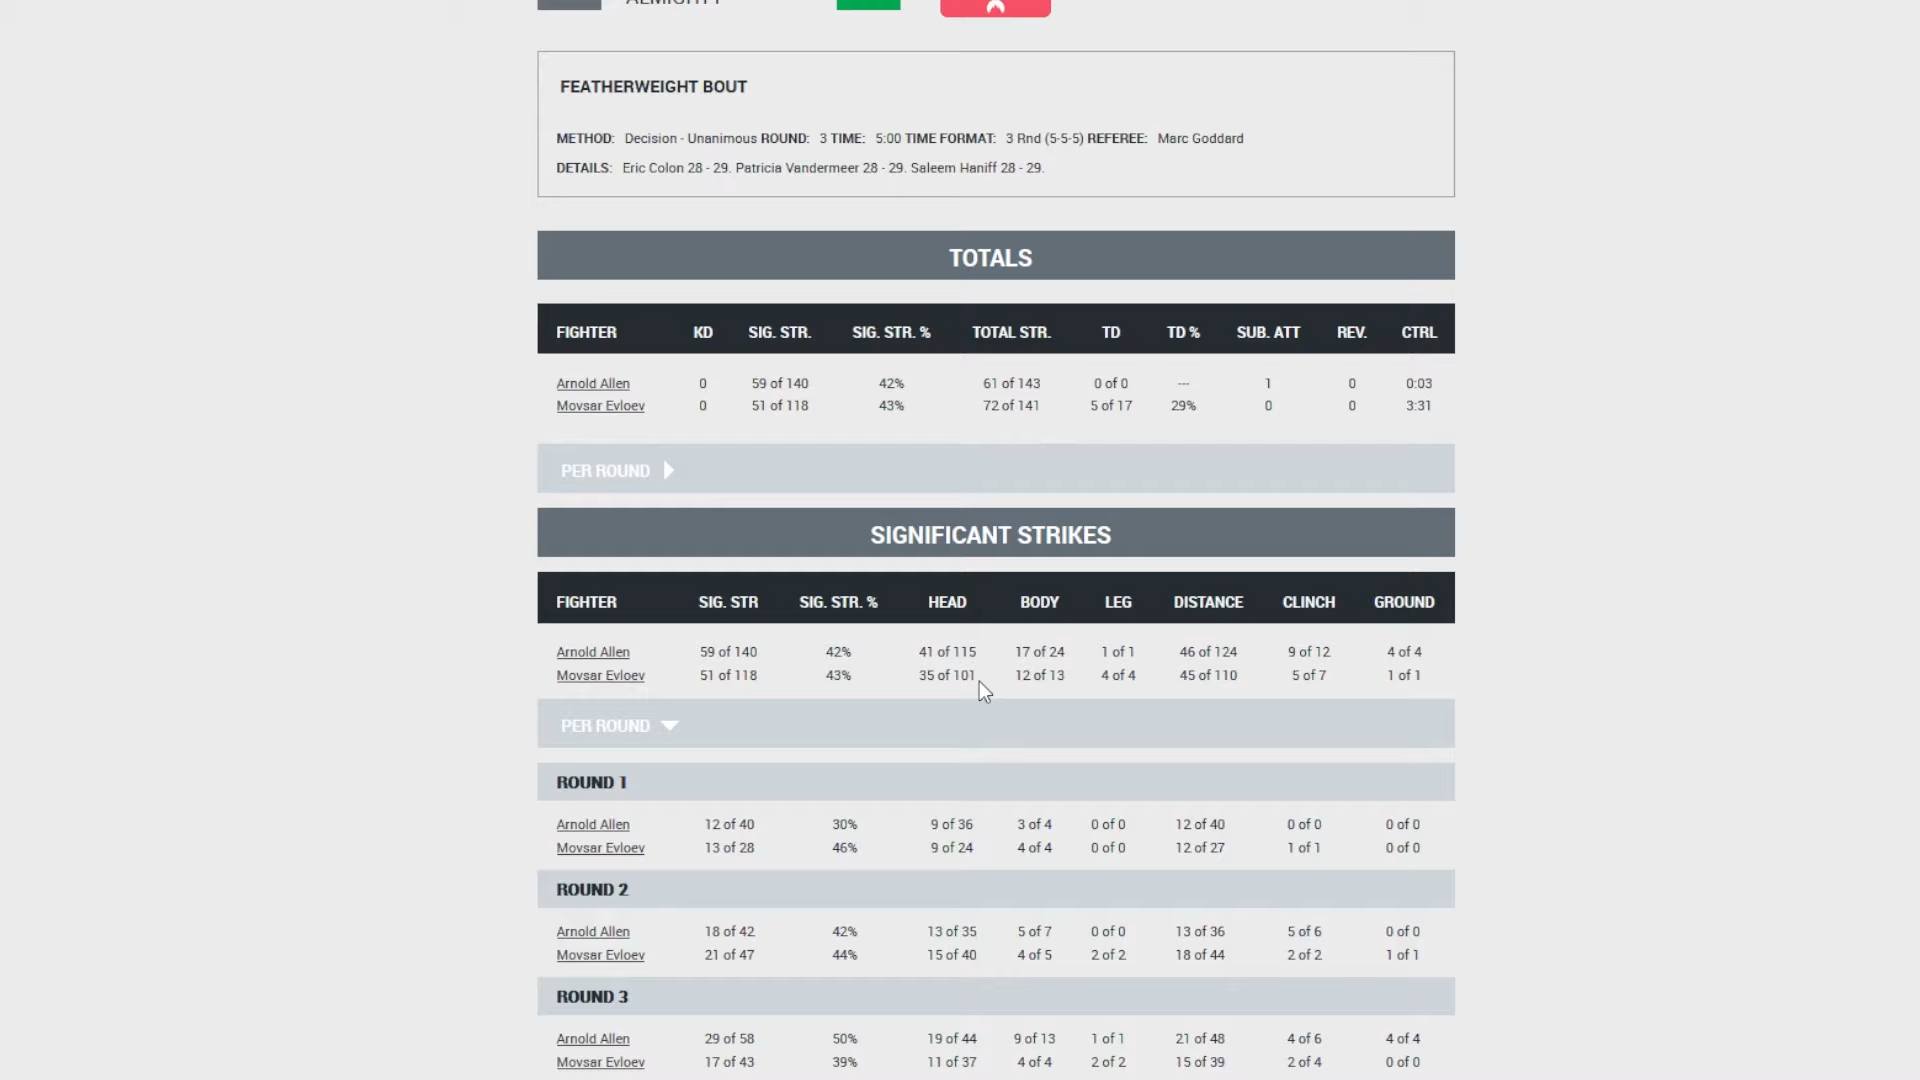 FEATHERWEIGHT BOUT
METHOD: Decision - Unanimous ROUND: 3 TIME: 5:00 TIME FORMAT: 3 Rnd (5-5-5) REFEREE: Marc Goddard
DETAILS: Eric Colon 28 - 29. Patricia Vandermeer 28 - 29. Saleem Haniff 28 - 29.
TOTALS
FIGHTER KD SIG. STR. SIG. STR. % TOTAL STR. TD TD % SUB. ATT REV. CTRL
Arnold Allen 0 59 of 140 42% 61 of 143 0 of 0 --- 1 0 0:03
Movsar Evloev 0 51 of 118 43% 72 of 141 5 of 17 29% 0 0 3:31
PER ROUND
SIGNIFICANT STRIKES
FIGHTER SIG. STR SIG. STR. % HEAD BODY LEG DISTANCE CLINCH GROUND
Arnold Allen 59 of 140 42% 41 of 115 17 of 24 1 of 1 46 of 124 9 of 12 4 of 4
Movsar Evloev 51 of 118 43% 35 of 101 12 of 13 4 of 4 45 of 110 5 of 7 1 of 1
PER ROUND
ROUND 1
Arnold Allen 12 of 40 30% 9 of 36 3 of 4 0 of 0 12 of 40 0 of 0 0 of 0
Movsar Evloev 13 of 28 46% 9 of 24 4 of 4 0 of 0 12 of 27 1 of 1 0 of 0
ROUND 2
Arnold Allen 18 of 42 42% 13 of 35 5 of 7 0 of 0 13 of 36 5 of 6 0 of 0
Movsar Evloev 21 of 47 44% 15 of 40 4 of 5 2 of 2 18 of 44 2 of 2 1 of 1
ROUND 3
Arnold Allen 29 of 58 50% 19 of 44 9 of 13 1 of 1 21 of 48 4 of 6 4 of 4
Movsar Evloev 17 of 43 39% 11 of 37 4 of 4 2 of 2 15 of 39 2 of 4 0 of 0